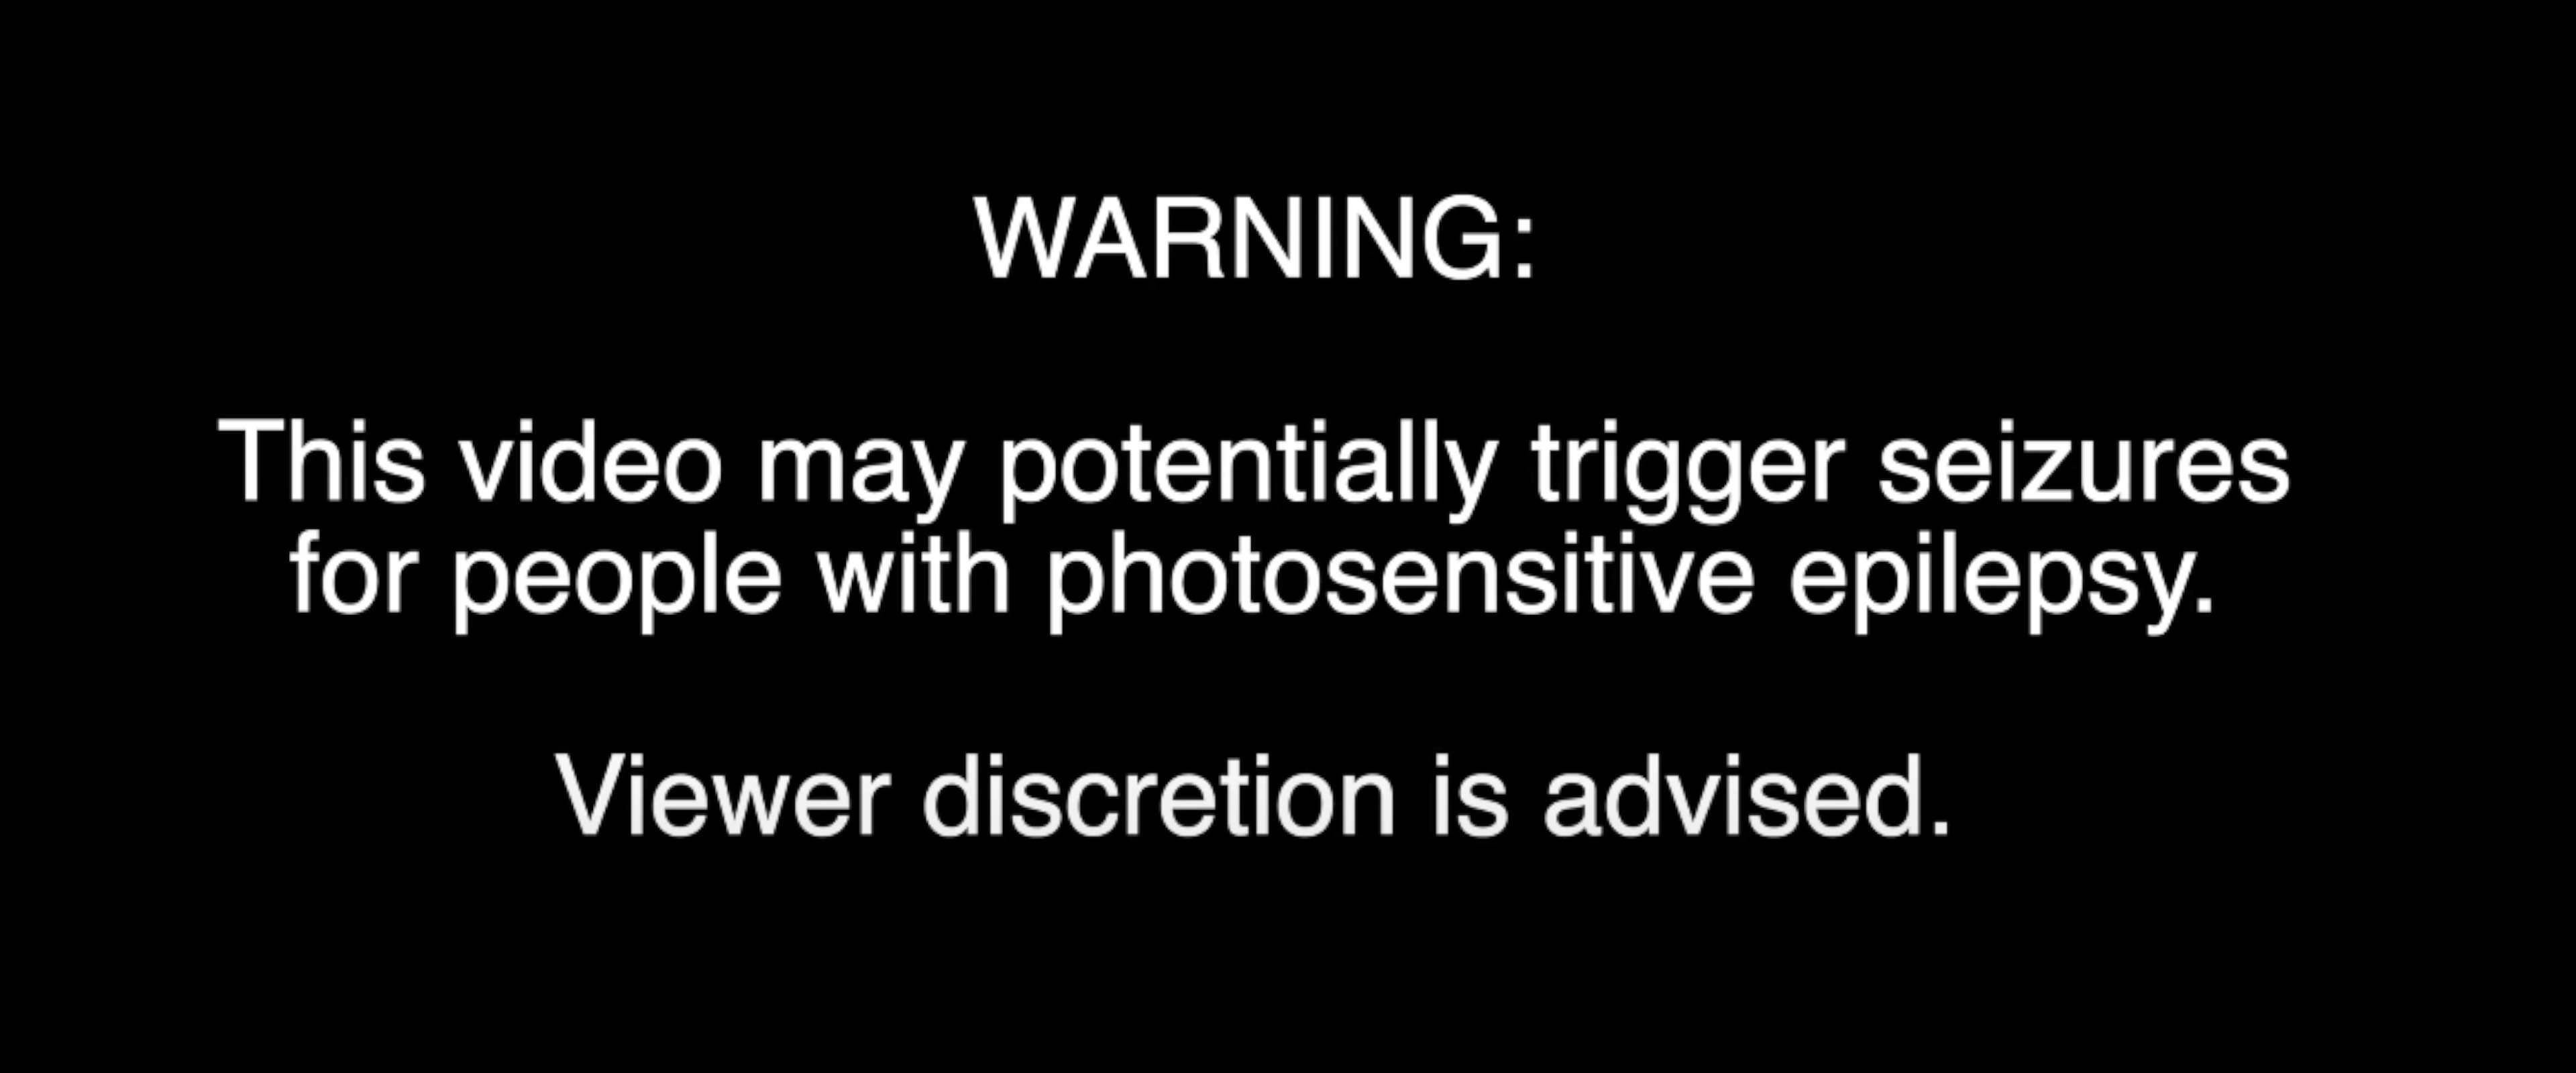 WARNING:
This video may potentially trigger seizures
for people with photosensitive epilepsy.
Viewer discretion is advised.